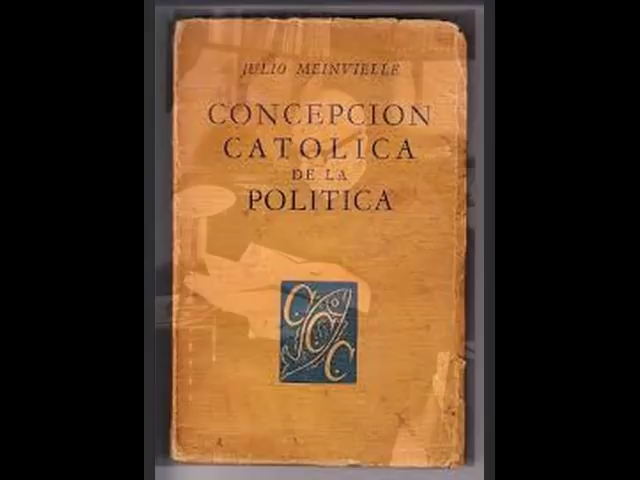 JULIO MEINVIELLE
CONCEPCION
CATOLICA
DE LA
POLITICA
C
C
C